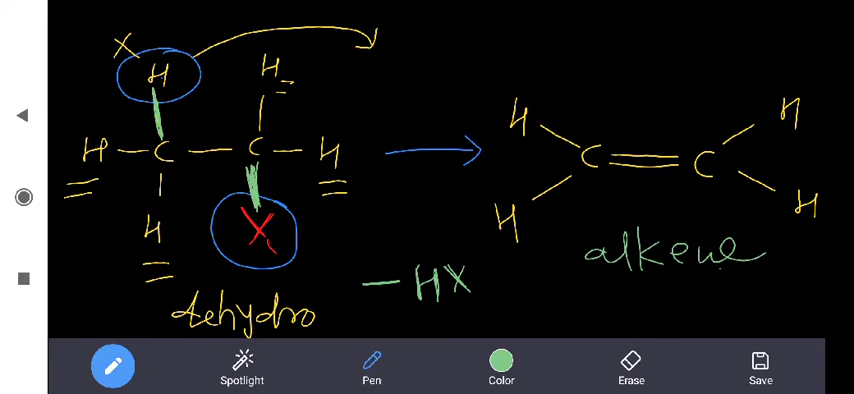 X
H H
H C C H
H X
H H
C C
H H
alkene
- HX
dehydro
Spotlight Pen Color Erase Save